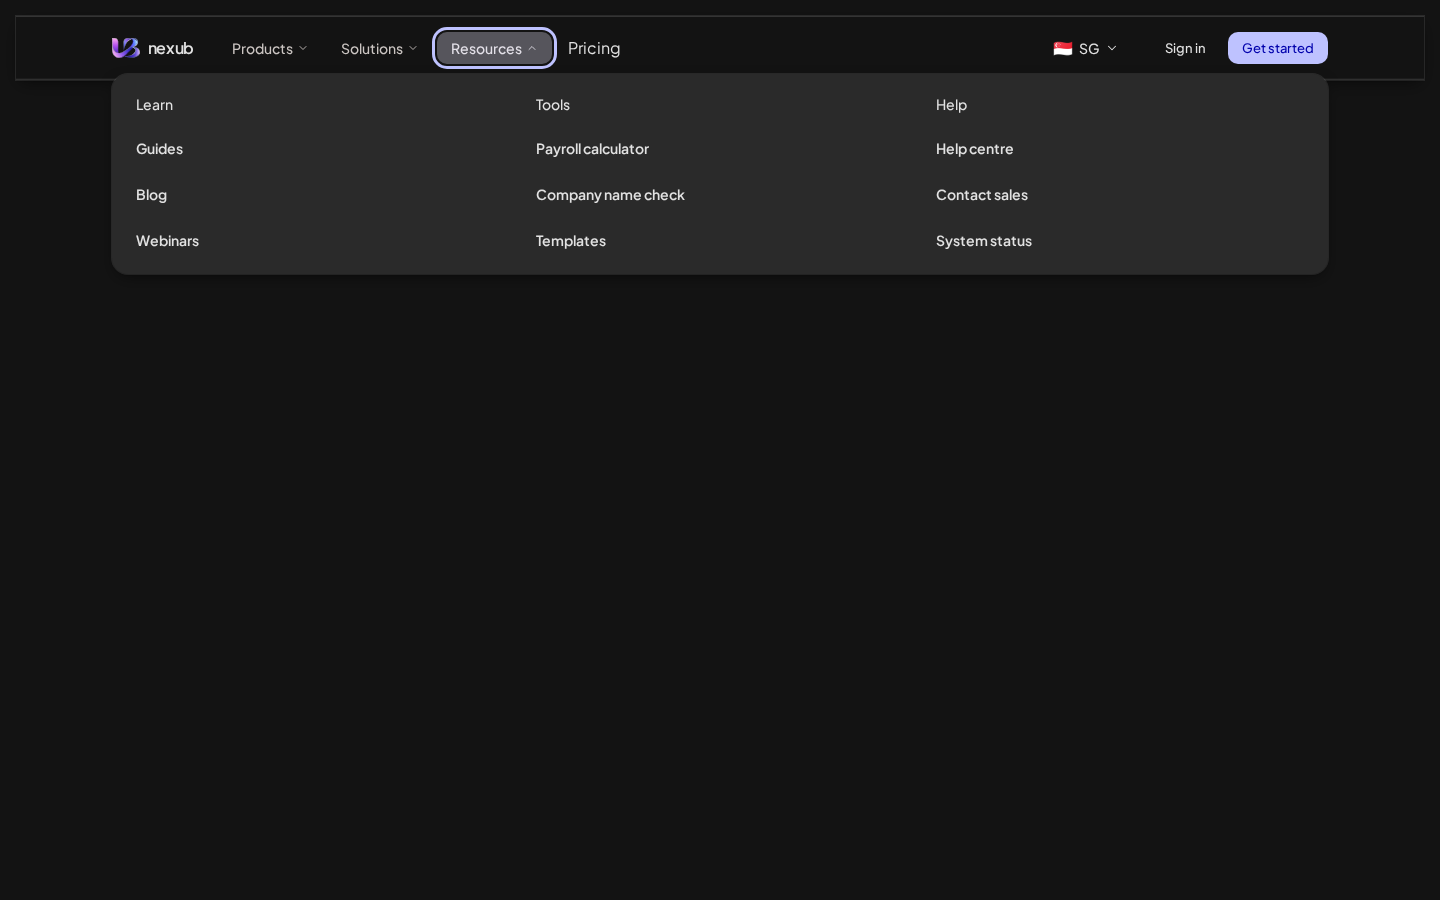 nexub
Products
Solutions
Resources
Pricing
SG
Sign in
Get started
Learn
Guides
Blog
Webinars
Tools
Payroll calculator
Company name check
Templates
Help
Help centre
Contact sales
System status